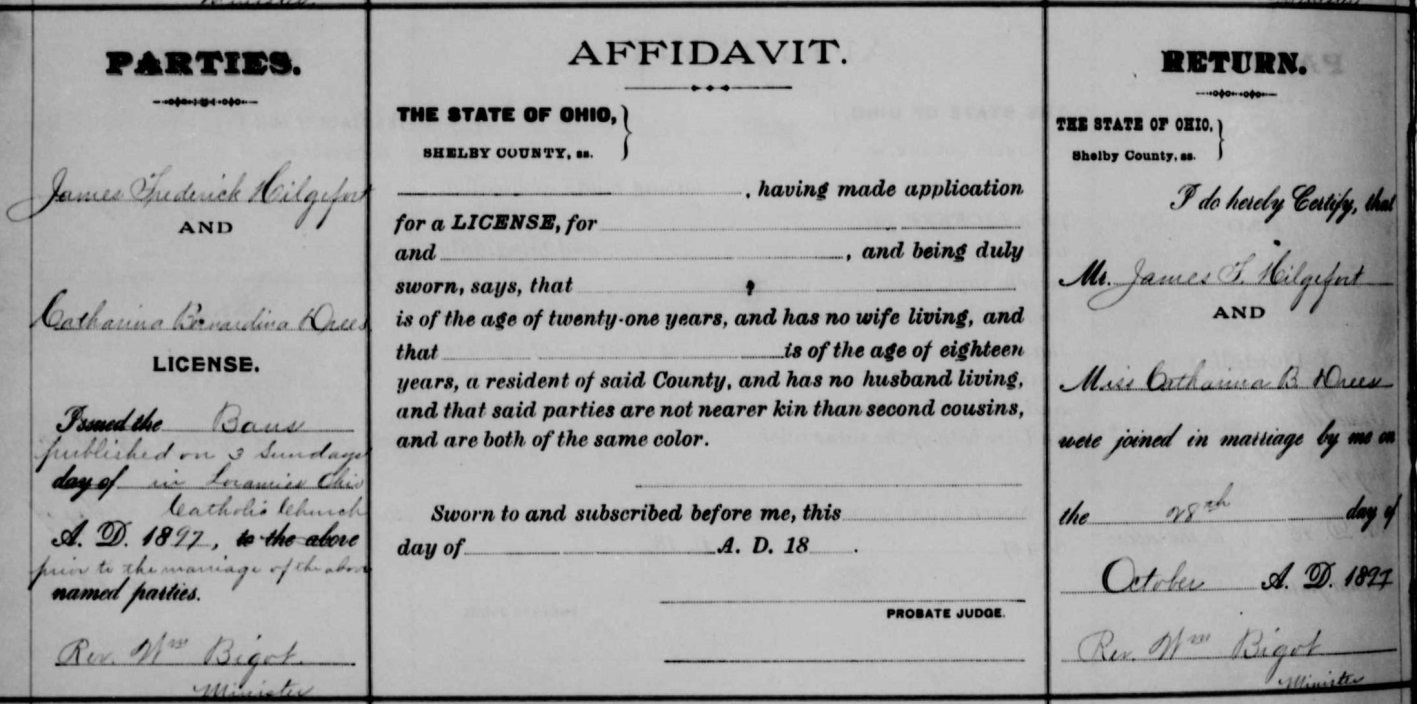 PARTIES.
James Frederick Hilgefort
AND
Catharina Bernardina Drees
LICENSE.
Issued the Bans
published on 3 Sundays
day of in Loramies Ohio
Catholic Church
A. D. 1897, to the above
prior to the marriage of the above
named parties.
Rev. Wm Bigot
Minister
AFFIDAVIT.
THE STATE OF OHIO,
SHELBY COUNTY, ss.
, having made application
for a LICENSE, for
and , and being duly
sworn, says, that
is of the age of twenty-one years, and has no wife living, and
that is of the age of eighteen
years, a resident of said County, and has no husband living,
and that said parties are not nearer kin than second cousins,
and are both of the same color.
Sworn to and subscribed before me, this
day of A. D. 18 .
PROBATE JUDGE.
RETURN.
THE STATE OF OHIO,
Shelby County, ss.
I do hereby Certify, that
Mr. James F. Hilgefort
AND
Miss Catharina B Drees
were joined in marriage by me on
the 28th day of
October A. D. 1897
Rev. Wm Bigot
Minister